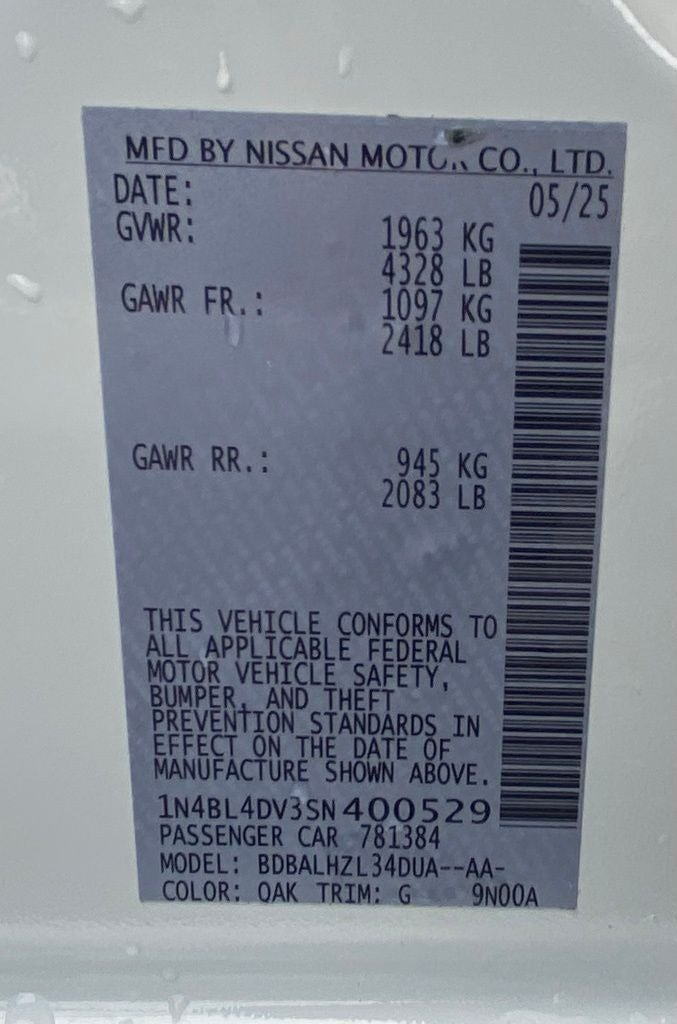 MFD BY NISSAN MOTOR CO., LTD.
DATE: 05/25
GVWR: 1963 KG
4328 LB
GAWR FR.: 1097 KG
2418 LB
GAWR RR.: 945 KG
2083 LB
THIS VEHICLE CONFORMS TO
ALL APPLICABLE FEDERAL
MOTOR VEHICLE SAFETY,
BUMPER, AND THEFT
PREVENTION STANDARDS IN
EFFECT ON THE DATE OF
MANUFACTURE SHOWN ABOVE.
1N4BL4DV3SN400529
PASSENGER CAR 781384
MODEL: BDBALHZL34DUA--AA-
COLOR: QAK TRIM: G 9N00A